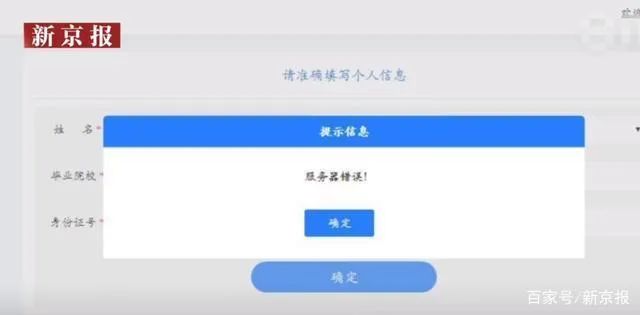 新京报
请准确填写个人信息
姓 名*
提示信息
毕业院校*
服务器错误!
身份证号*
确定
确定
百家号/新京报